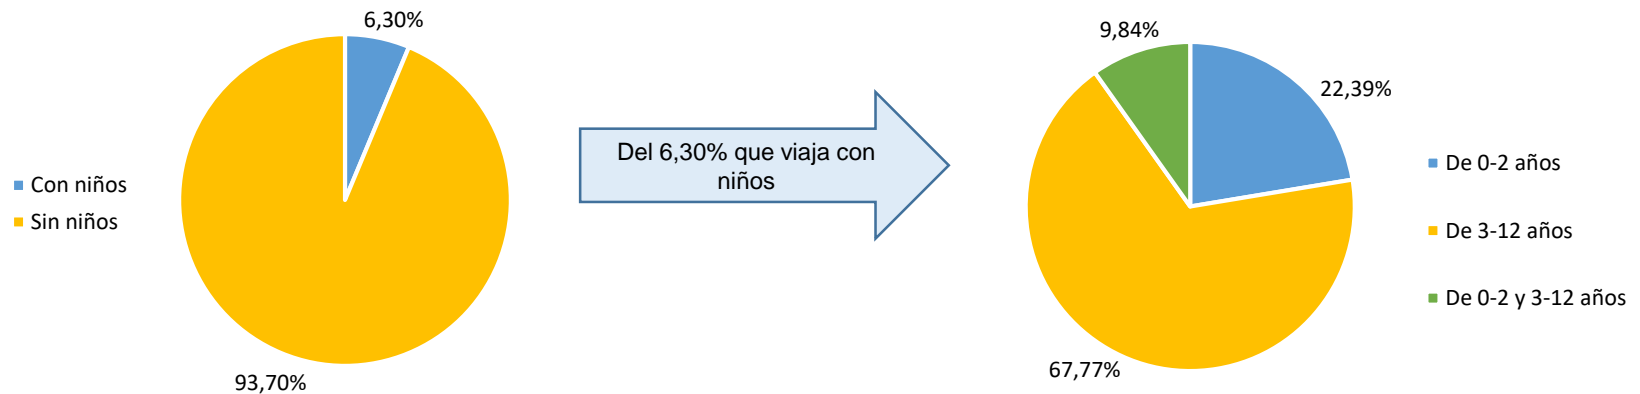 6,30%
Con niños
Sin niños
93,70%
Del 6,30% que viaja con
niños
9,84%
22,39%
67,77%
De 0-2 años
De 3-12 años
De 0-2 y 3-12 años